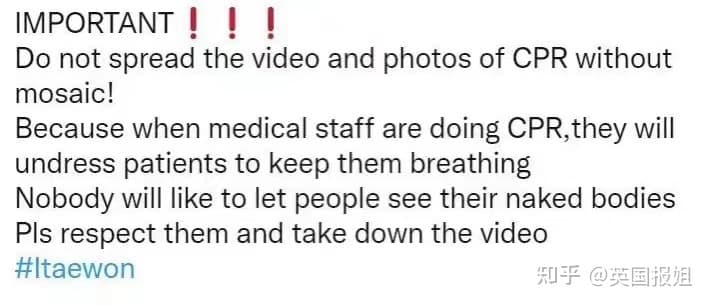 IMPORTANT❗❗❗
Do not spread the video and photos of CPR without
mosaic!
Because when medical staff are doing CPR,they will
undress patients to keep them breathing
Nobody will like to let people see their naked bodies
Pls respect them and take down the video
#Itaewon
知乎 @英国报姐